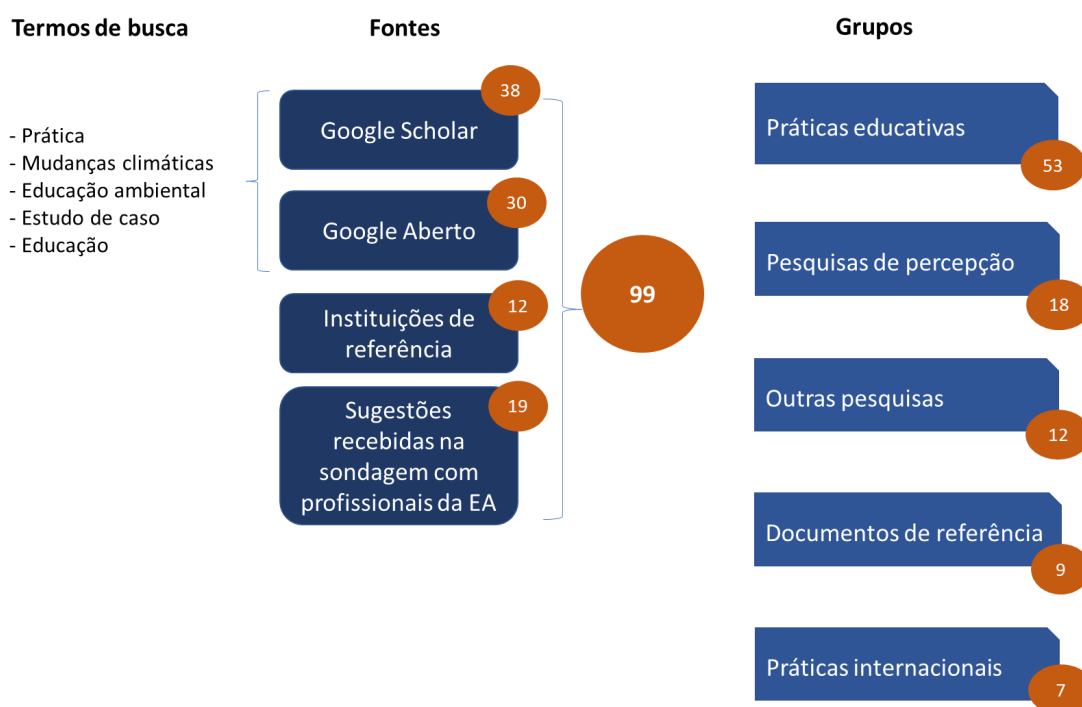 Termos de busca
Fontes
Grupos
- Prática
- Mudanças climáticas
- Educação ambiental
- Estudo de caso
- Educação
38
Google Scholar
30
Google Aberto
12
Instituições de
referência
19
Sugestões
recebidas na
sondagem com
profissionais da EA
99
Práticas educativas
53
Pesquisas de percepção
18
Outras pesquisas
12
Documentos de referência
9
Práticas internacionais
7